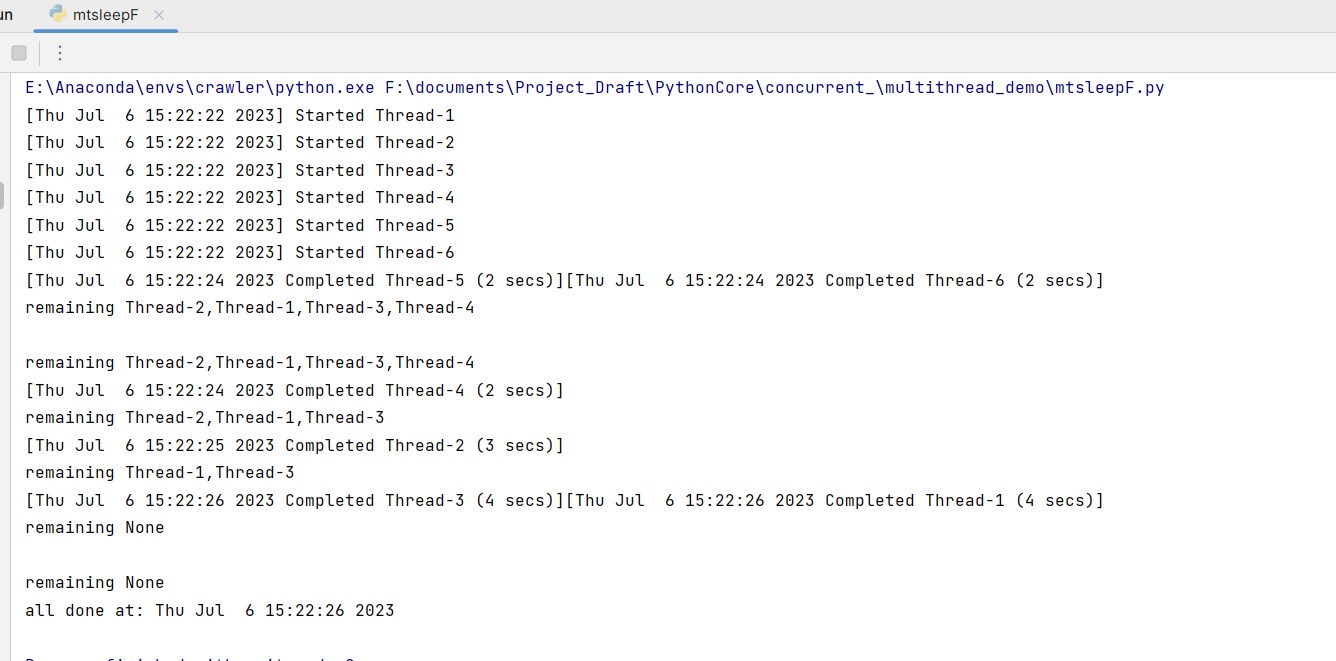 un mtsleepF
E:\Anaconda\envs\crawler\python.exe F:\documents\Project_Draft\PythonCore\concurrent_\multithread_demo\mtsleepF.py
[Thu Jul  6 15:22:22 2023] Started Thread-1
[Thu Jul  6 15:22:22 2023] Started Thread-2
[Thu Jul  6 15:22:22 2023] Started Thread-3
[Thu Jul  6 15:22:22 2023] Started Thread-4
[Thu Jul  6 15:22:22 2023] Started Thread-5
[Thu Jul  6 15:22:22 2023] Started Thread-6
[Thu Jul  6 15:22:24 2023 Completed Thread-5 (2 secs)][Thu Jul  6 15:22:24 2023 Completed Thread-6 (2 secs)]
remaining Thread-2,Thread-1,Thread-3,Thread-4
remaining Thread-2,Thread-1,Thread-3,Thread-4
[Thu Jul  6 15:22:24 2023 Completed Thread-4 (2 secs)]
remaining Thread-2,Thread-1,Thread-3
[Thu Jul  6 15:22:25 2023 Completed Thread-2 (3 secs)]
remaining Thread-1,Thread-3
[Thu Jul  6 15:22:26 2023 Completed Thread-3 (4 secs)][Thu Jul  6 15:22:26 2023 Completed Thread-1 (4 secs)]
remaining None
remaining None
all done at: Thu Jul  6 15:22:26 2023